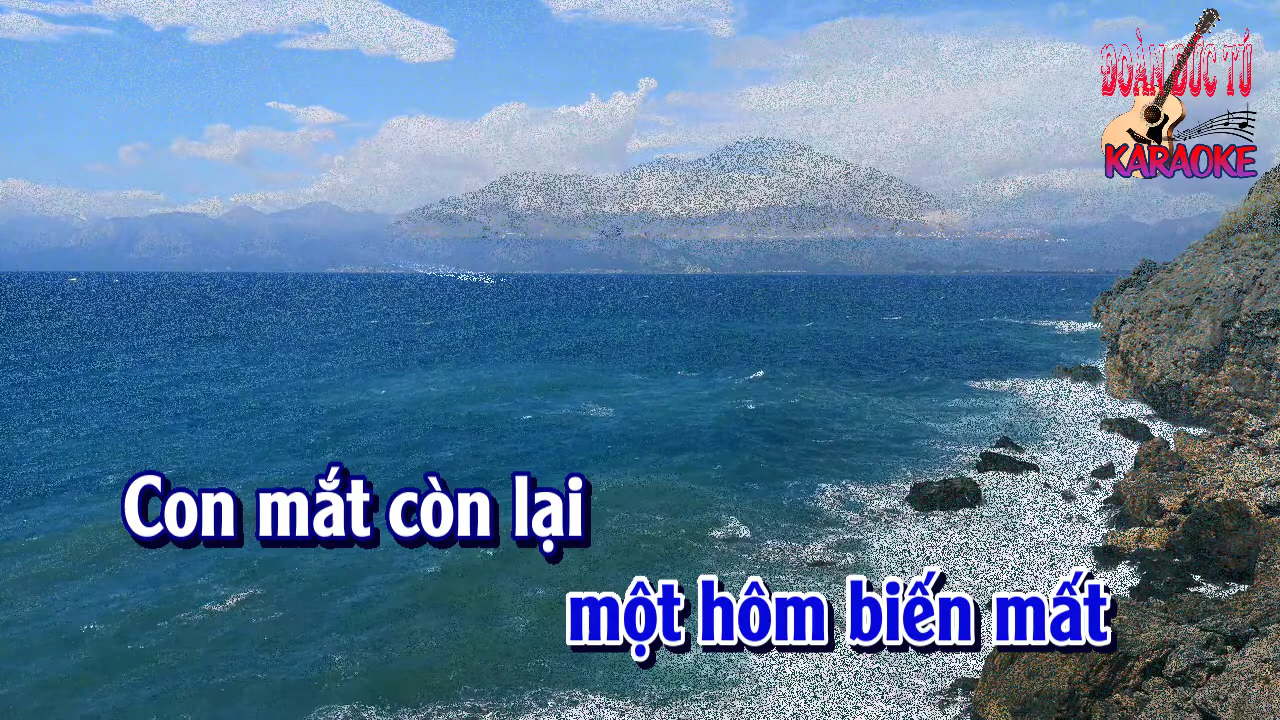 ĐOÀN ĐỨC TÚ
KARAOKE
Con mắt còn lại
một hôm biến mất